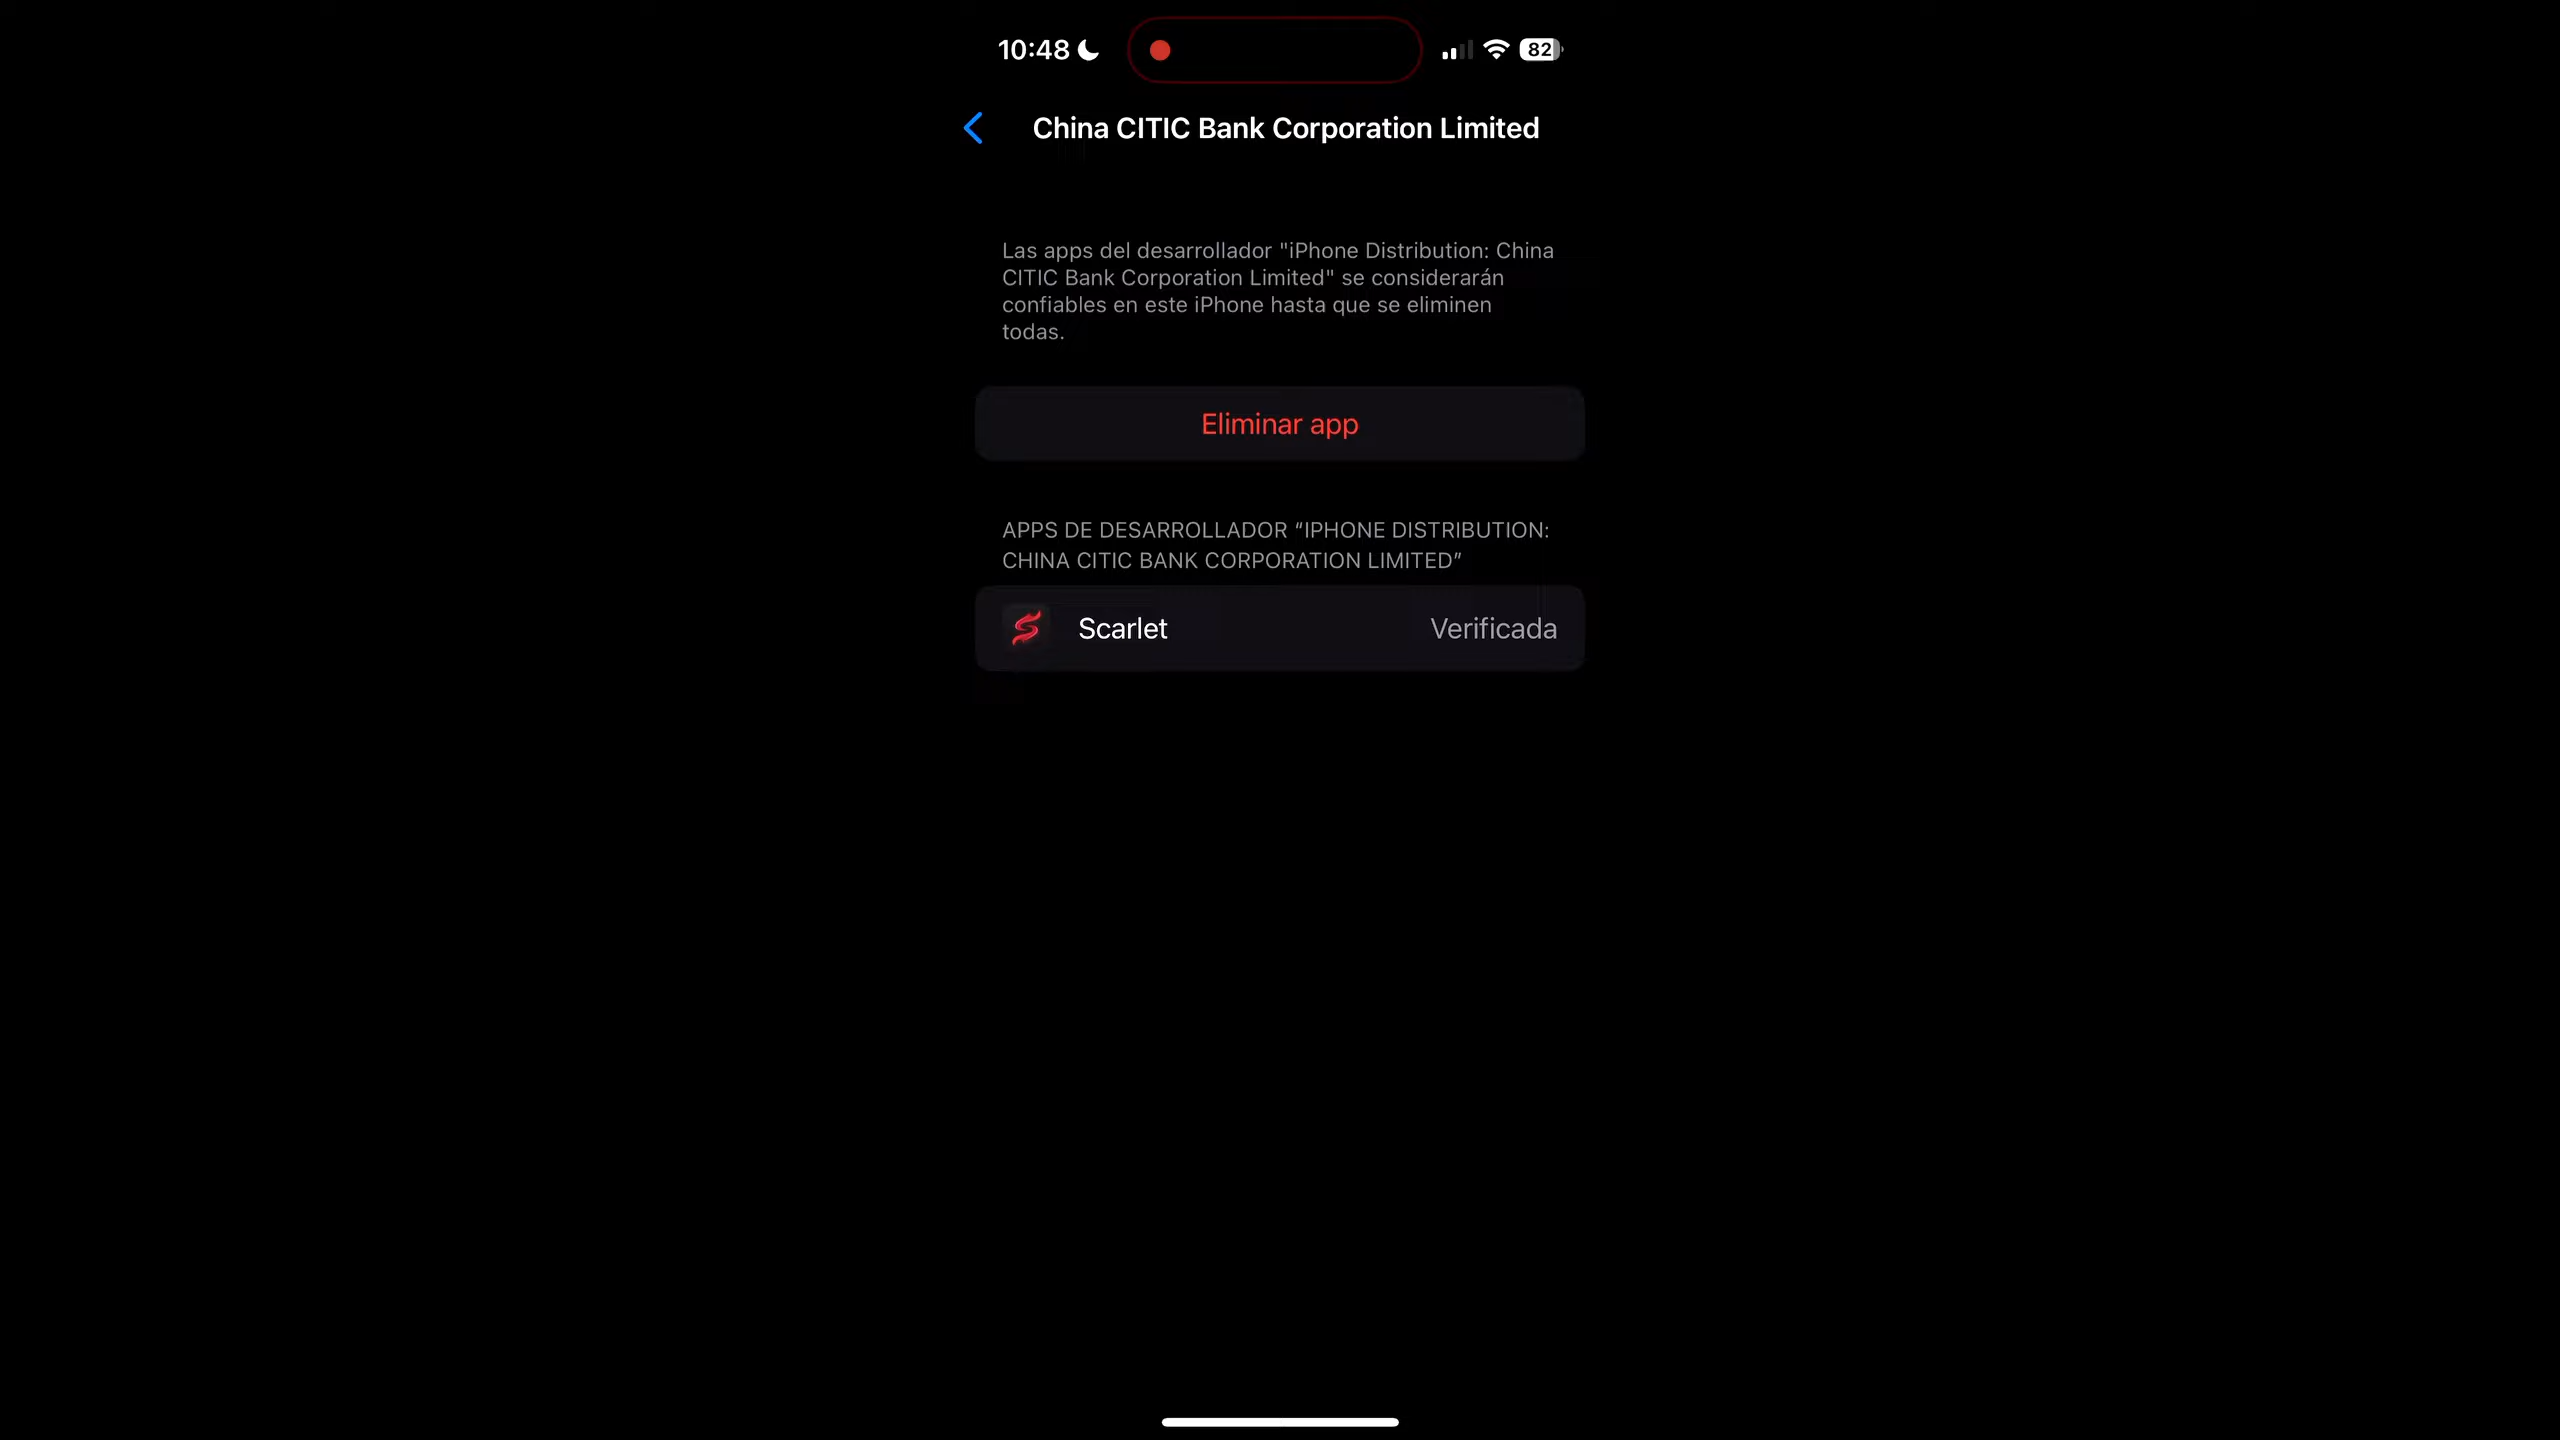 10:48
82
China CITIC Bank Corporation Limited
Las apps del desarrollador "iPhone Distribution: China
CITIC Bank Corporation Limited" se considerarán
confiables en este iPhone hasta que se eliminen
todas.
Eliminar app
APPS DE DESARROLLADOR “IPHONE DISTRIBUTION:
CHINA CITIC BANK CORPORATION LIMITED”
Scarlet
Verificada